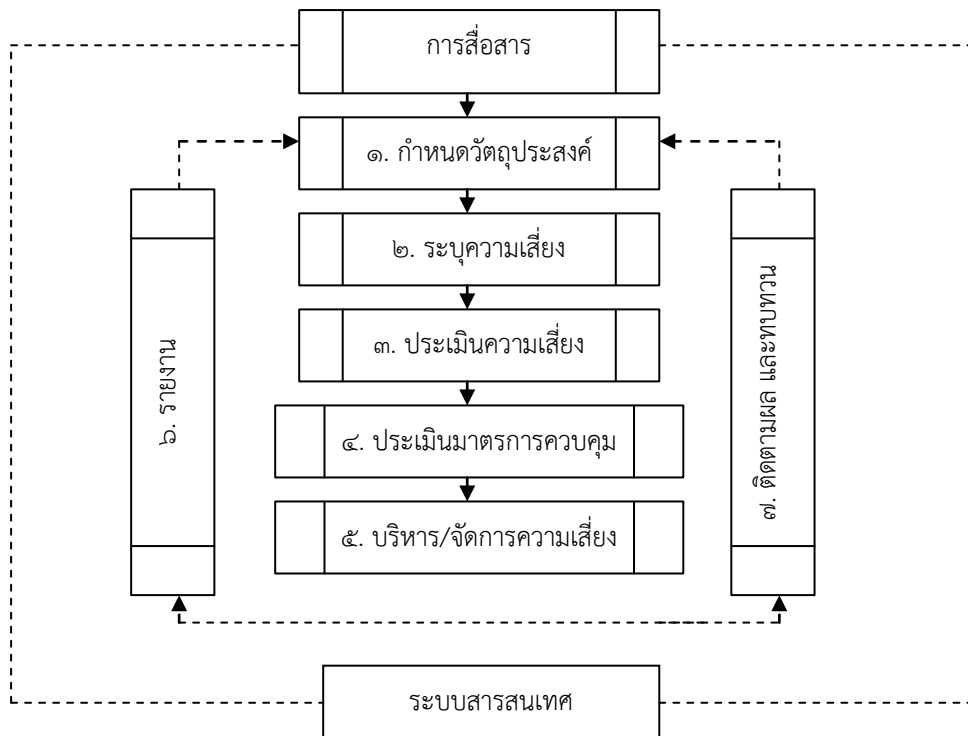 การสื่อสาร
๑. กำหนดวัตถุประสงค์
๒. ระบุความเสี่ยง
๓. ประเมินความเสี่ยง
๔. ประเมินมาตรการควบคุม
๕. บริหาร/จัดการความเสี่ยง
๖. รายงาน
๗. ติดตามผล และทบทวน
ระบบสารสนเทศ